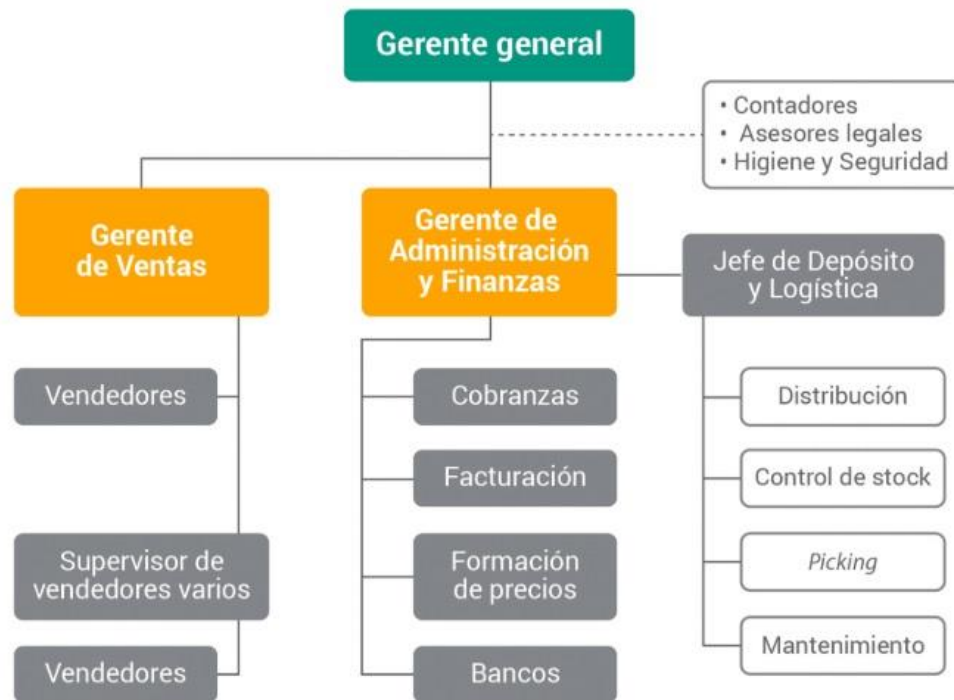 Gerente general
• Contadores
• Asesores legales
• Higiene y Seguridad
Gerente
de Ventas
Gerente de
Administración
y Finanzas
Jefe de Depósito
y Logística
Vendedores
Supervisor de
vendedores varios
Vendedores
Cobranzas
Facturación
Formación
de precios
Bancos
Distribución
Control de stock
Picking
Mantenimiento